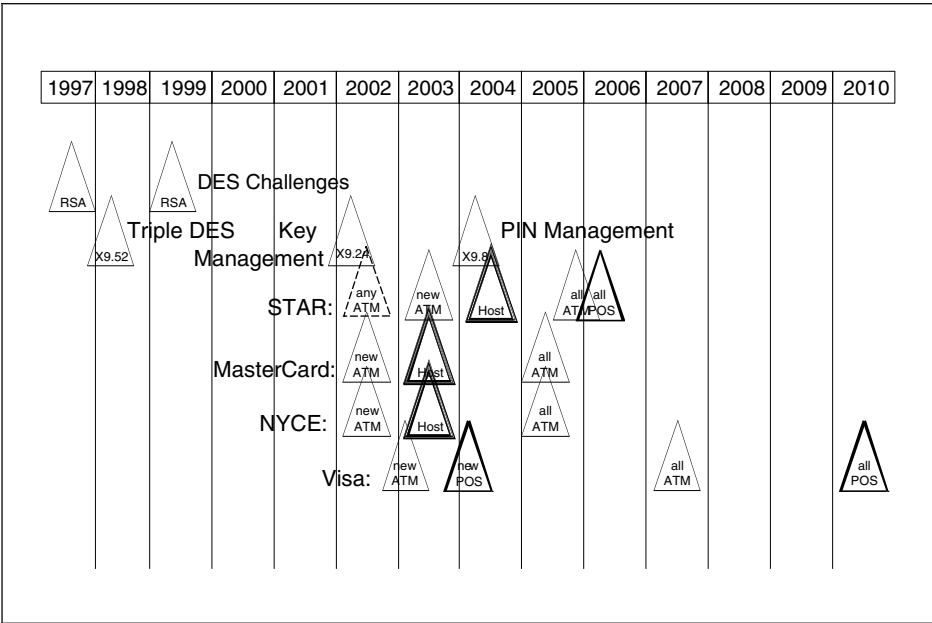 1997 1998 1999 2000 2001 2002 2003 2004 2005 2006 2007 2008 2009 2010
RSA RSA DES Challenges
X9.52 Triple DES Key Management X9.24 X9.8 PIN Management
STAR: any ATM new ATM Host all ATM all POS
MasterCard: new ATM Host all ATM
NYCE: new ATM Host all ATM
Visa: new ATM new POS all ATM all POS